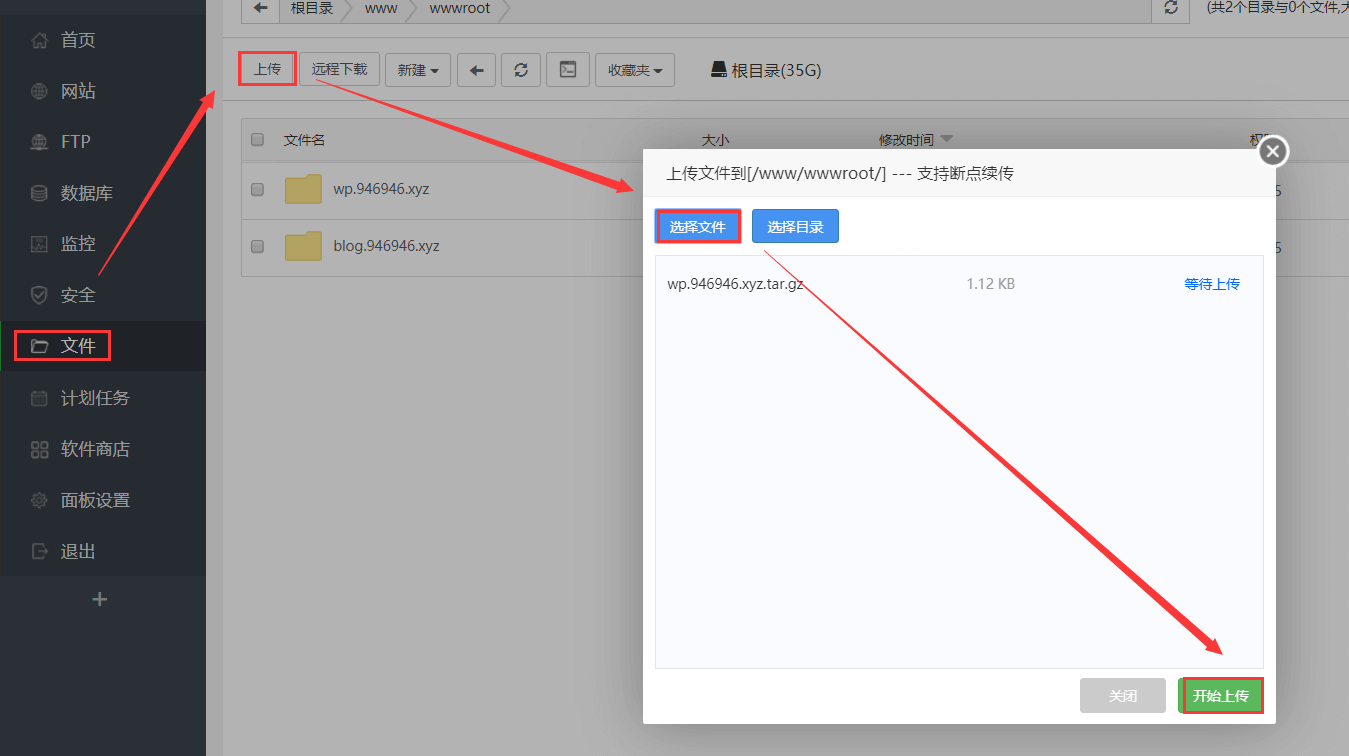 根目录
www
wwwroot
(共2个目录与0个文件,大
首页
网站
FTP
数据库
监控
安全
文件
计划任务
软件商店
面板设置
退出
+
上传
远程下载
新建
收藏夹
根目录(35G)
文件名
大小
修改时间
wp.946946.xyz
blog.946946.xyz
上传文件到[/www/wwwroot/] --- 支持断点续传
选择文件
选择目录
wp.946946.xyz.tar.gz
1.12 KB
等待上传
关闭
开始上传